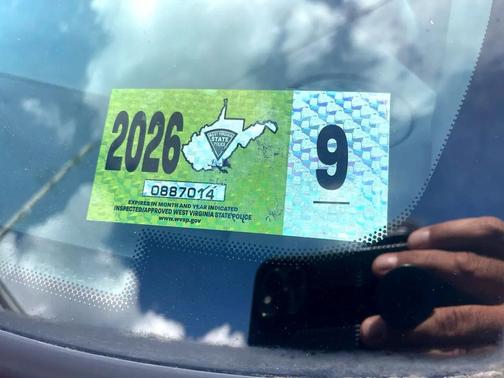 2026
WEST VIRGINIA
STATE
POLICE
9
0887014
EXPIRES IN MONTH AND YEAR INDICATED
INSPECTED/APPROVED WEST VIRGINIA STATE POLICE
www.wvsp.gov